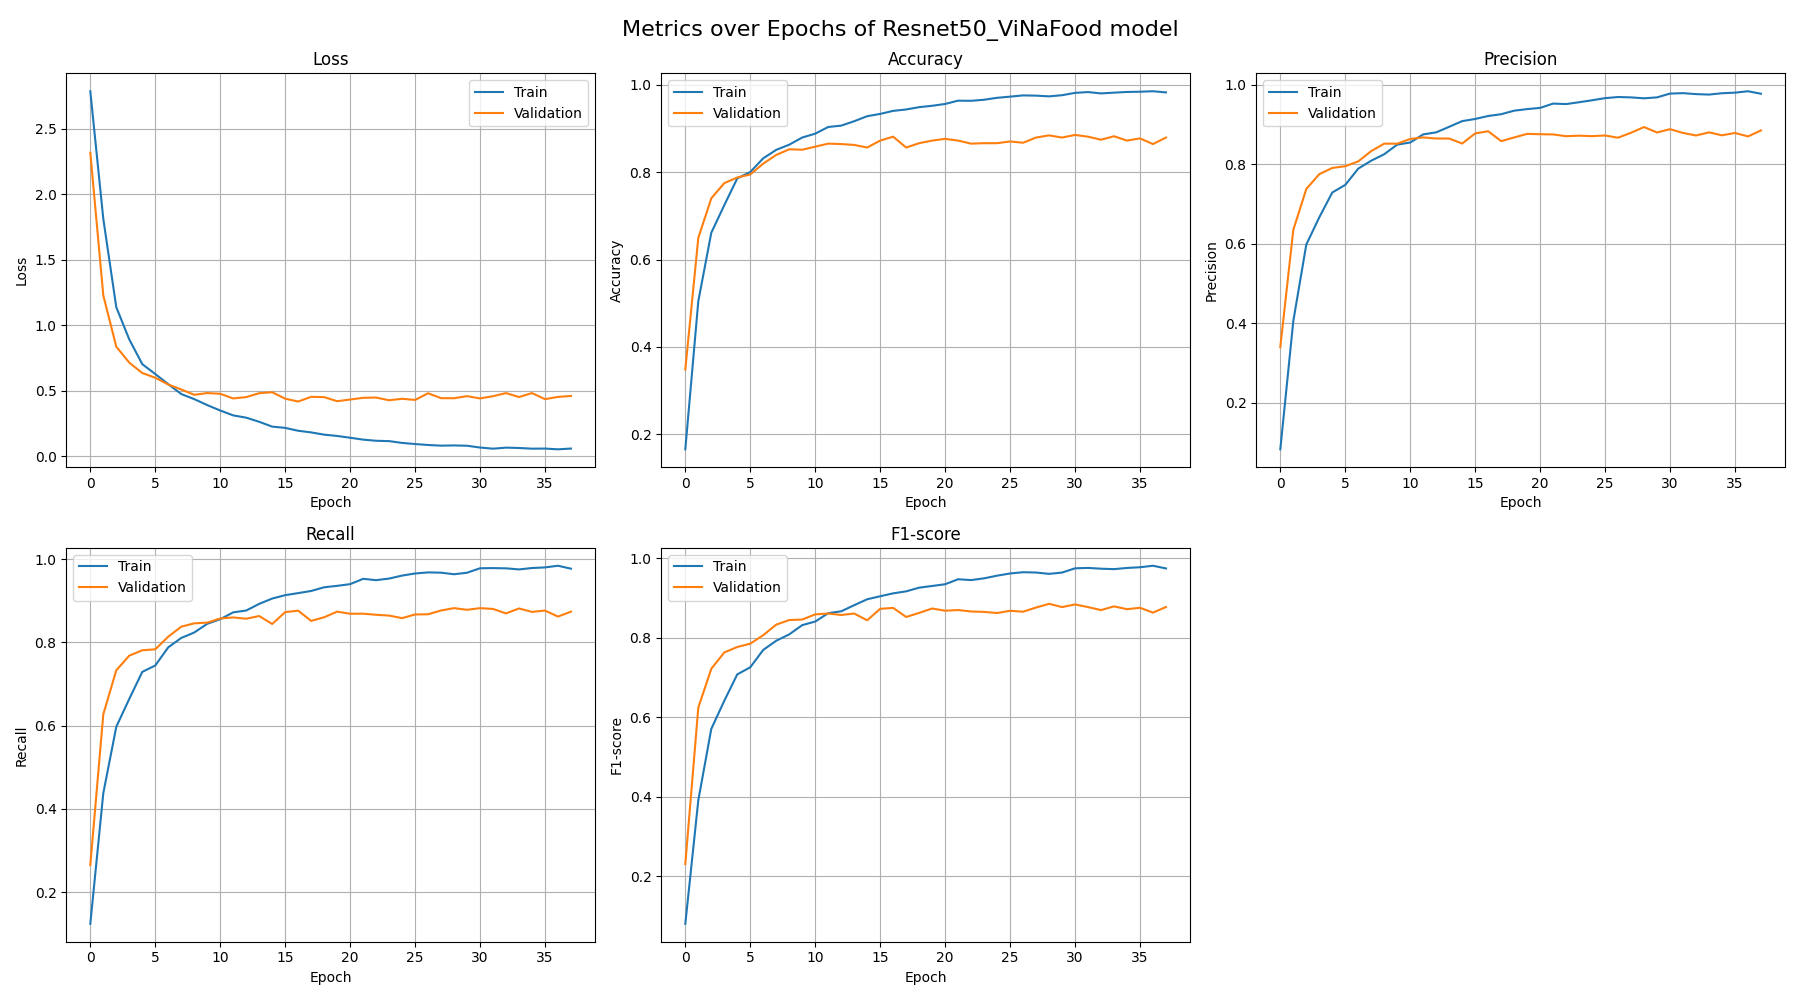 Metrics over Epochs of Resnet50_ViNaFood model
Loss
Train
Validation
Loss
2.5
2.0
1.5
1.0
0.5
0.0
0 5 10 15 20 25 30 35
Epoch
Accuracy
Train
Validation
Accuracy
1.0
0.8
0.6
0.4
0.2
0 5 10 15 20 25 30 35
Epoch
Precision
Train
Validation
Precision
1.0
0.8
0.6
0.4
0.2
0 5 10 15 20 25 30 35
Epoch
Recall
Train
Validation
Recall
1.0
0.8
0.6
0.4
0.2
0 5 10 15 20 25 30 35
Epoch
F1-score
Train
Validation
F1-score
1.0
0.8
0.6
0.4
0.2
0 5 10 15 20 25 30 35
Epoch